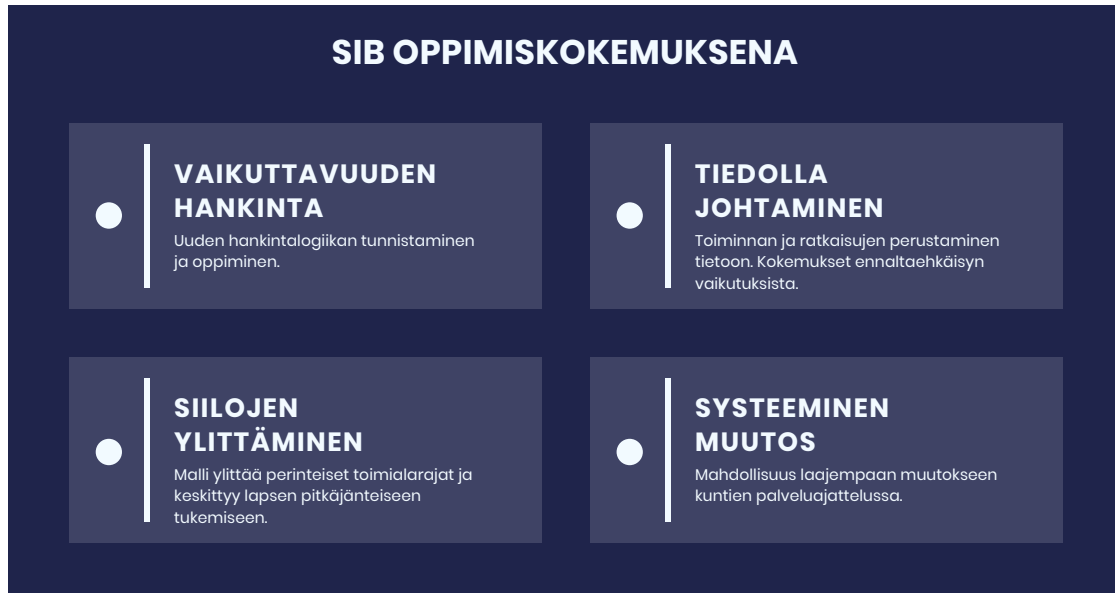 SIB OPPIMISKOKEMUKSENA
VAIKUTTAVUUDEN
HANKINTA
Uuden hankintalogiikan tunnistaminen
ja oppiminen.
TIEDOLLA
JOHTAMINEN
Toiminnan ja ratkaisujen perustaminen
tietoon. Kokemukset ennaltaehkäisyn
vaikutuksista.
SIILOJEN
YLITTÄMINEN
Malli ylittää perinteiset toimialarajat ja
keskittyy lapsen pitkäjänteiseen
tukemiseen.
SYSTEEMINEN
MUUTOS
Mahdollisuus laajempaan muutokseen
kuntien palveluajattelussa.